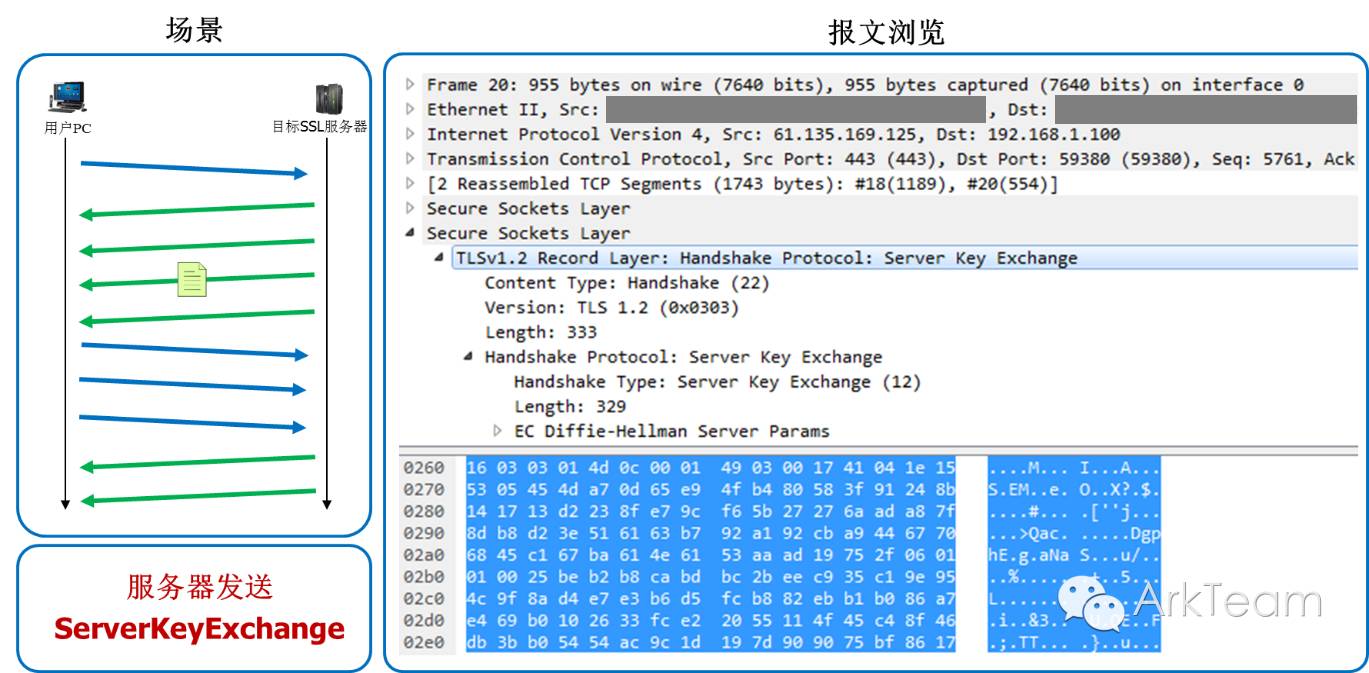 场景
报文浏览
用户PC
目标SSL服务器
服务器发送
ServerKeyExchange
Frame 20: 955 bytes on wire (7640 bits), 955 bytes captured (7640 bits) on interface 0
Ethernet II, Src: , Dst:
Internet Protocol Version 4, Src: 61.135.169.125, Dst: 192.168.1.100
Transmission Control Protocol, Src Port: 443 (443), Dst Port: 59380 (59380), Seq: 5761, Ack
[2 Reassembled TCP Segments (1743 bytes): #18(1189), #20(554)]
Secure Sockets Layer
Secure Sockets Layer
TLSv1.2 Record Layer: Handshake Protocol: Server Key Exchange
Content Type: Handshake (22)
Version: TLS 1.2 (0x0303)
Length: 333
Handshake Protocol: Server Key Exchange
Handshake Type: Server Key Exchange (12)
Length: 329
EC Diffie-Hellman Server Params
0260 16 03 03 01 4d 0c 00 01 49 03 00 17 41 04 1e 15 ....M... I...A...
0270 53 05 45 4d a7 0d 65 e9 4f b4 80 58 3f 91 24 8b S.EM..e. O..X?.$.
0280 14 17 13 d2 23 8f e7 9c f6 5b 27 27 6a ad a8 7f ....#... .[''j...
0290 8d b8 d2 3e 51 61 63 b7 92 a1 92 cb a9 44 67 70 ...>Qac. .....Dgp
02a0 68 45 c1 67 ba 61 4e 61 53 aa ad 19 75 2f 06 01 hE.g.aNa S...u/..
02b0 01 00 25 be b2 b8 ca bd bc 2b ee c9 35 c1 9e 95 ..%..... .+..5...
02c0 4c 9f 8a d4 e7 e3 b6 d5 fc b8 82 eb b1 b0 86 a7 L.......
02d0 e4 69 b0 10 26 33 fc e2 20 55 11 4f 45 c4 8f 46 .i..&3.. .U.OE..F
02e0 db 3b b0 54 54 ac 9c 1d 19 7d 90 90 75 bf 86 17 .;.TT... .}..u...
ArkTeam